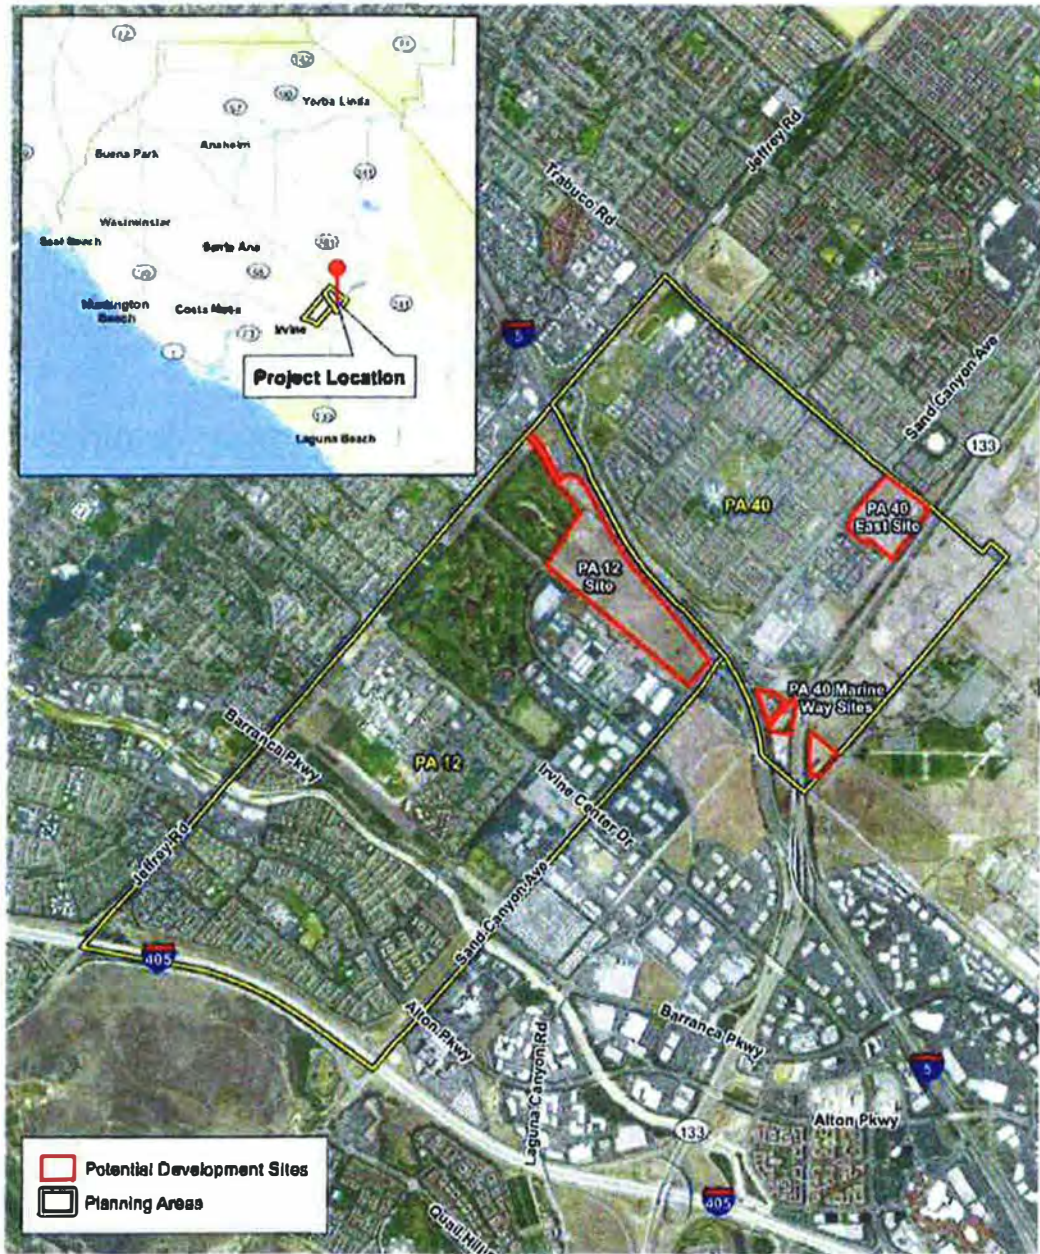 Yorba Linda
Buena Park
Anaheim
Westminster
Seal Beach
Santa Ana
Huntington
Beach
Costa Mesa
Irvine
Project Location
Laguna Beach
Jeffrey Rd
Trabuco Rd
5
Sand Canyon Ave
133
PA 40
PA 40
East Site
PA 12
Site
PA 40 Marine
Way Sites
Barranca Pkwy
PA 12
Irvine Center Dr
Jeffrey Rd
Sand Canyon Ave
405
Alton Pkwy
Barranca Pkwy
Laguna Canyon Rd
5
Alton Pkwy
133
405
Potential Development Sites
Planning Areas